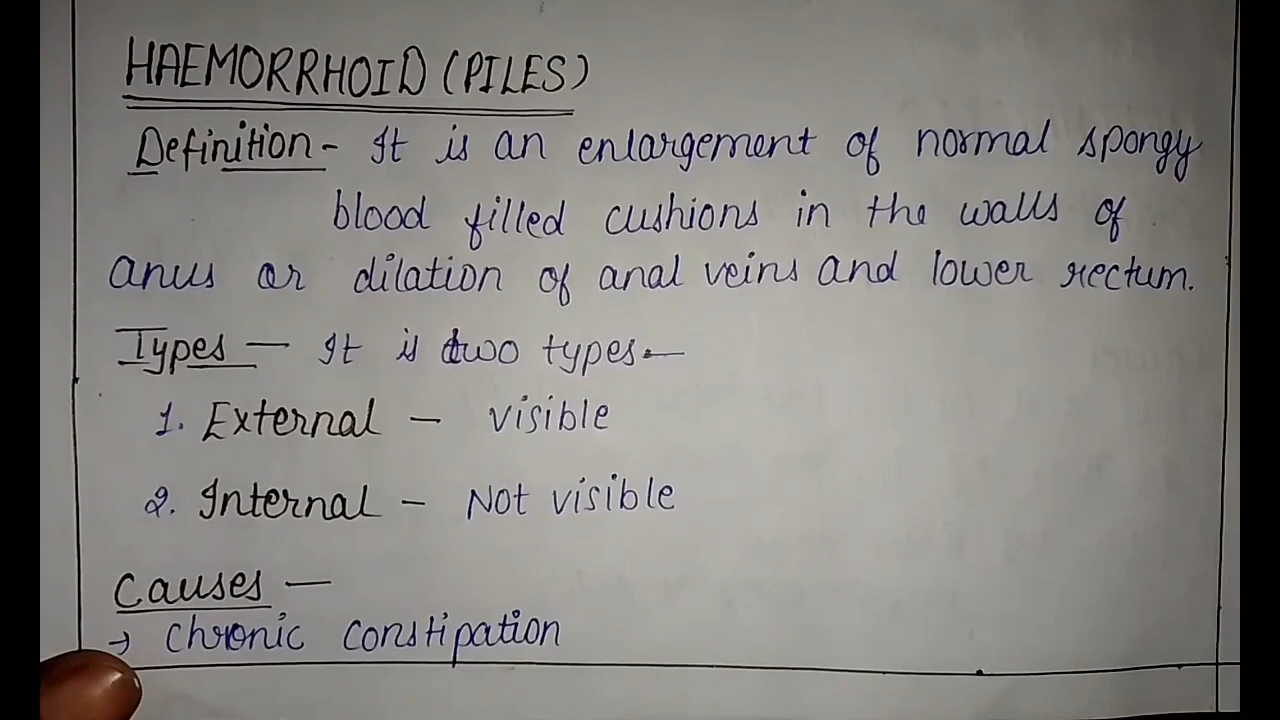 HAEMORRHOID (PILES)
Definition - It is an enlargement of normal spongy
blood filled cushions in the walls of
anus or dilation of anal veins and lower rectum.
Types — It is two types —
1. External — visible
2. Internal — Not visible
Causes —
→ Chronic constipation